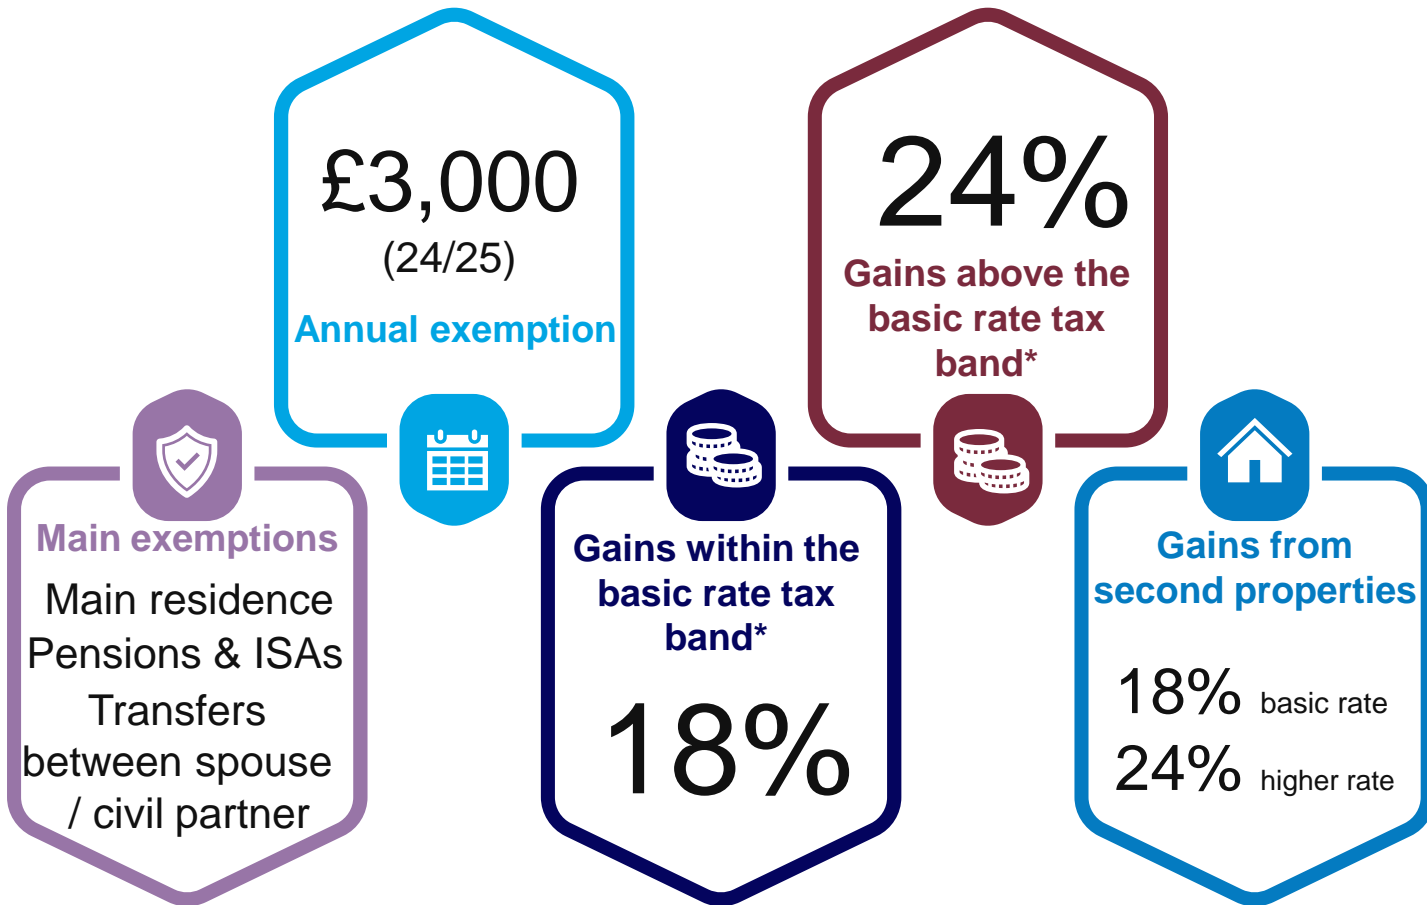 Main exemptions
Main residence
Pensions & ISAs
Transfers
between spouse
/ civil partner
£3,000
(24/25)
Annual exemption
Gains within the
basic rate tax
band*
18%
24%
Gains above the
basic rate tax
band*
Gains from
second properties
18% basic rate
24% higher rate